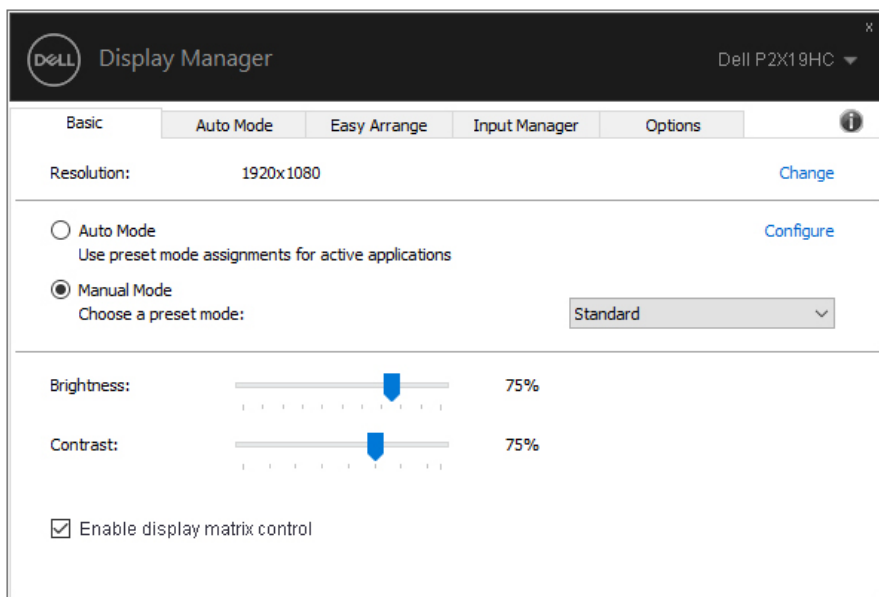 x
DELL Display Manager Dell P2X19HC
Basic Auto Mode Easy Arrange Input Manager Options
Resolution: 1920x1080 Change
Auto Mode Configure
Use preset mode assignments for active applications
Manual Mode
Choose a preset mode: Standard
Brightness: 75%
Contrast: 75%
Enable display matrix control